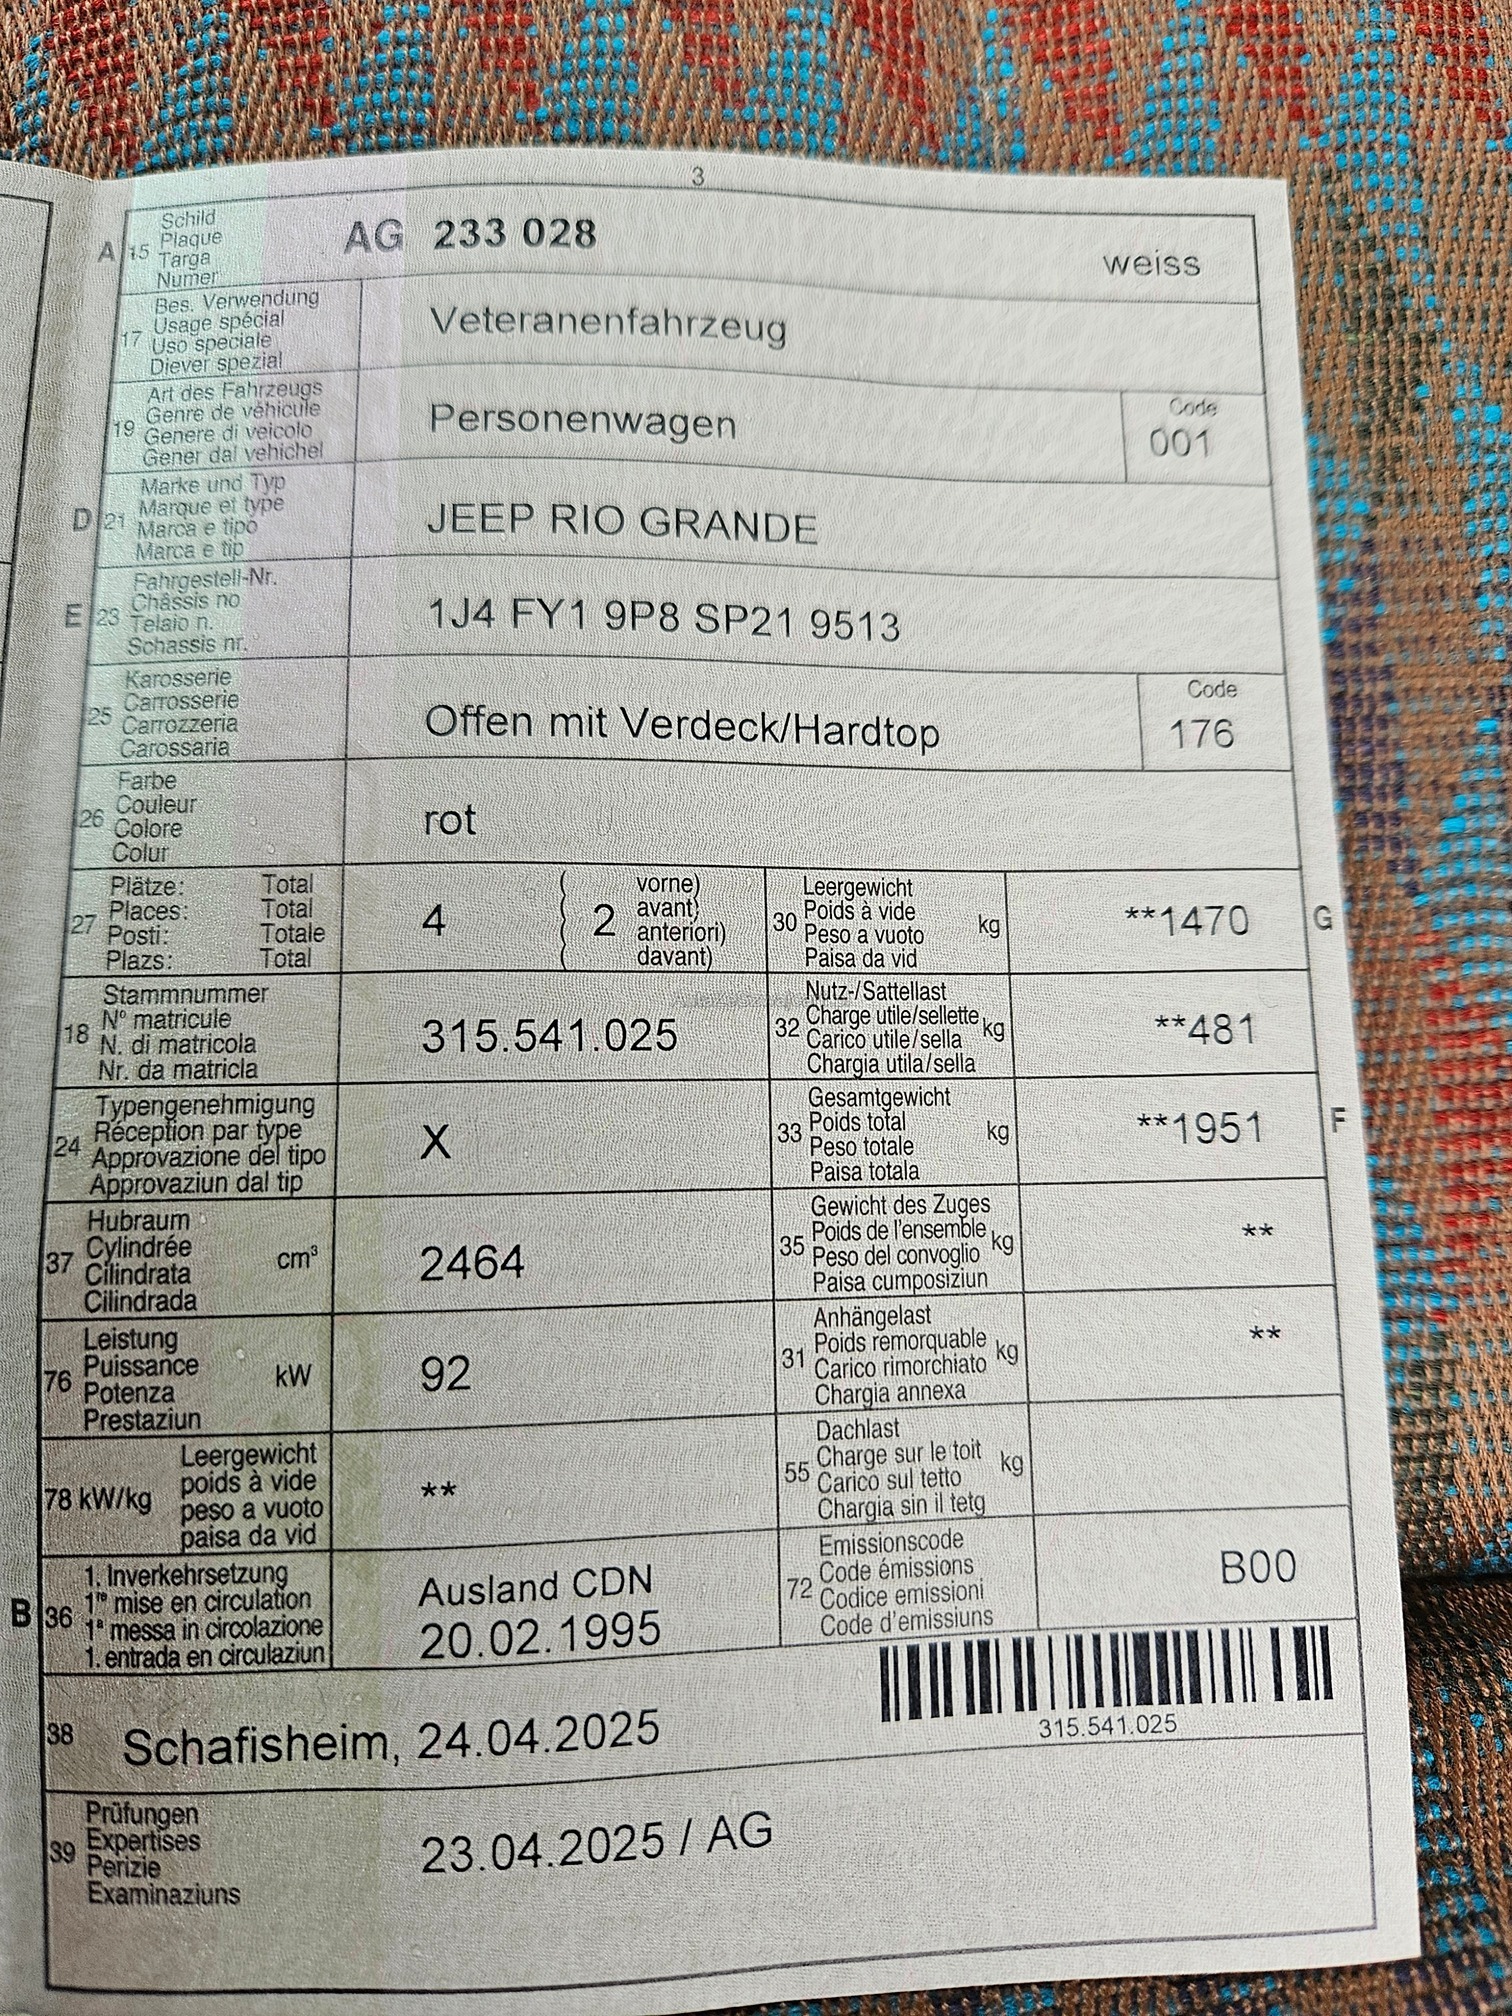 3
A 15 Schild
Plaque
Targa
Numer
AG 233 028
weiss
17 Bes. Verwendung
Usage spécial
Uso speciale
Diever spezial
Veteranenfahrzeug
19 Art des Fahrzeugs
Genre de véhicule
Genere di veicolo
Gener dal vehichel
Personenwagen
Code
001
D 21 Marke und Typ
Marque et type
Marca e tipo
Marca e tip
JEEP RIO GRANDE
E 23 Fahrgestell-Nr.
Châssis no
Telaio n.
Schassis nr.
1J4 FY1 9P8 SP21 9513
25 Karosserie
Carrosserie
Carrozzeria
Carossaria
Offen mit Verdeck/Hardtop
Code
176
26 Farbe
Couleur
Colore
Colur
rot
27 Plätze: Total
Places: Total
Posti: Totale
Plazs: Total
4 ( 2 vorne)
avant)
( anteriori)
( davant)
30 Leergewicht
Poids à vide kg
Peso a vuoto
Paisa da vid
**1470 G
18 Stammnummer
N° matricule
N. di matricola
Nr. da matricla
315.541.025
32 Nutz-/Sattellast
Charge utile/sellette kg
Carico utile/sella
Chargia utila/sella
**481
24 Typengenehmigung
Réception par type
Approvazione del tipo
Approvaziun dal tip
X
33 Gesamtgewicht
Poids total kg
Peso totale
Paisa totala
**1951 F
37 Hubraum
Cylindrée cm³
Cilindrata
Cilindrada
2464
35 Gewicht des Zuges
Poids de l'ensemble kg
Peso del convoglio
Paisa cumposiziun
**
76 Leistung
Puissance kW
Potenza
Prestaziun
92
31 Anhängelast
Poids remorquable kg
Carico rimorchiato
Chargia annexa
**
78 kW/kg Leergewicht
poids à vide
peso a vuoto
paisa da vid
**
55 Dachlast
Charge sur le toit kg
Carico sul tetto
Chargia sin il tetg
B 36 1. Inverkehrsetzung
1re mise en circulation
1a messa in circolazione
1. entrada en circulaziun
Ausland CDN
20.02.1995
72 Emissionscode
Code émissions
Codice emissioni
Code d'emissiuns
B00
38 Schafisheim, 24.04.2025
315.541.025
39 Prüfungen
Expertises
Perizie
Examinaziuns
23.04.2025 / AG